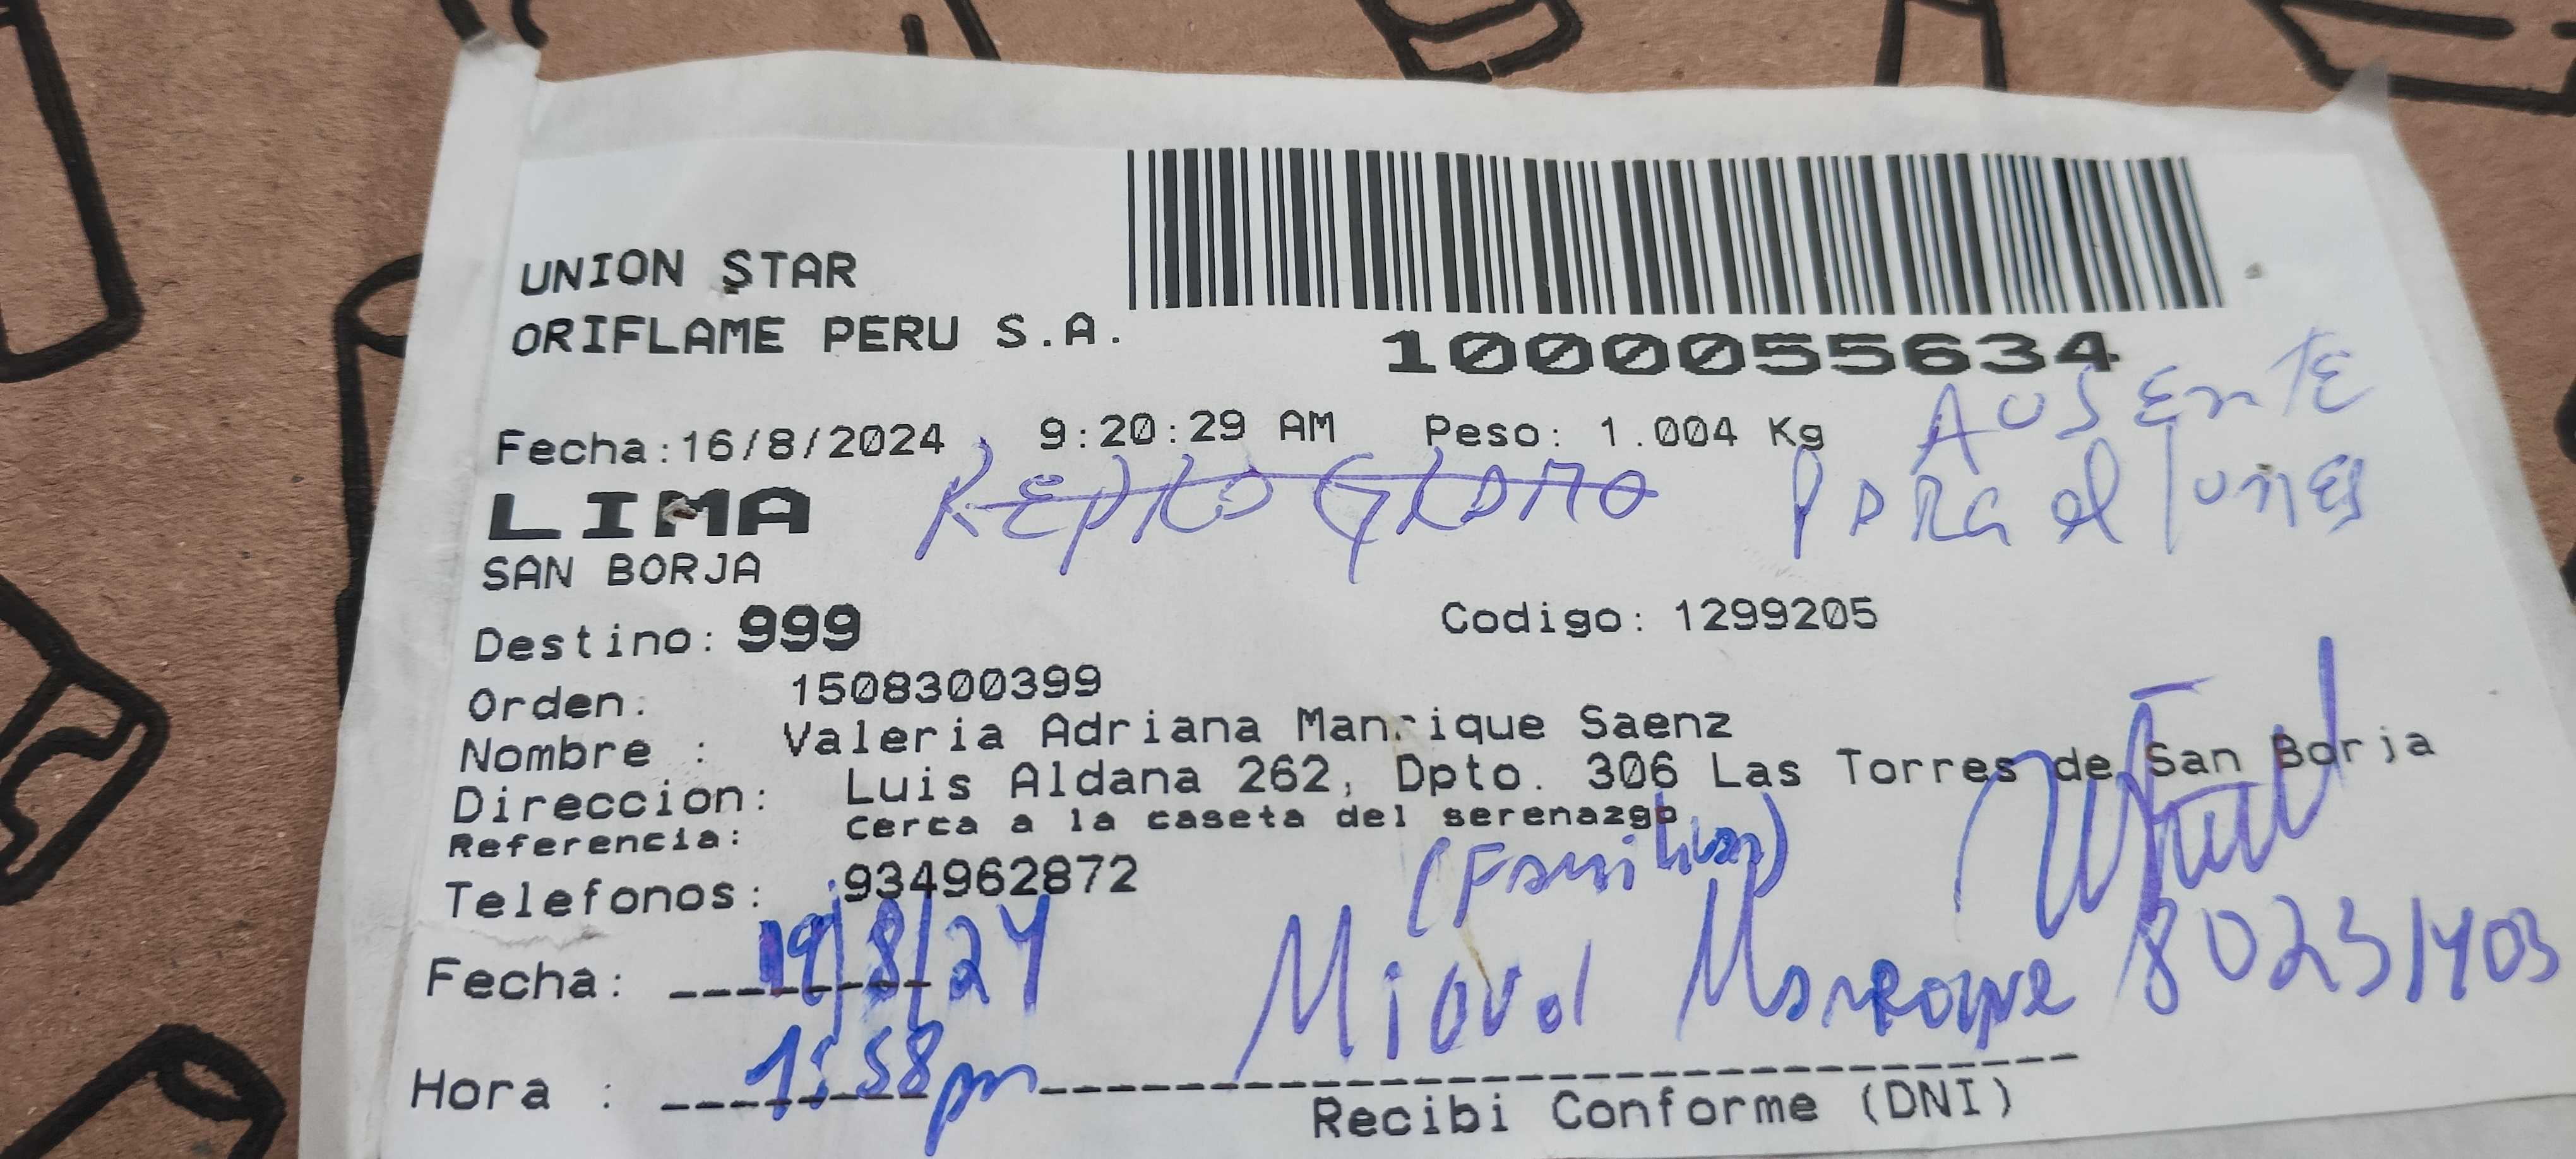 UNION STAR
ORIFLAME PERU S.A.
1000055634
Fecha:16/8/2024 9:20:29 AM Peso: 1.004 Kg
AUSEnTE
PARA el lunes
LIMA
SAN BORJA
Destino: 999
Codigo: 1299205
Orden: 1508300399
Nombre : Valeria Adriana Manrique Saenz
Direccion: Luis Aldana 262, Dpto. 306 Las Torres de San Borja
Referencia: Cerca a la caseta del serenazgo
Telefonos: 934962872
(Familiar)
Fecha: 19/8/24
Miguel Manrique 80231403
Hora : 1:58pm
Recibi Conforme (DNI)